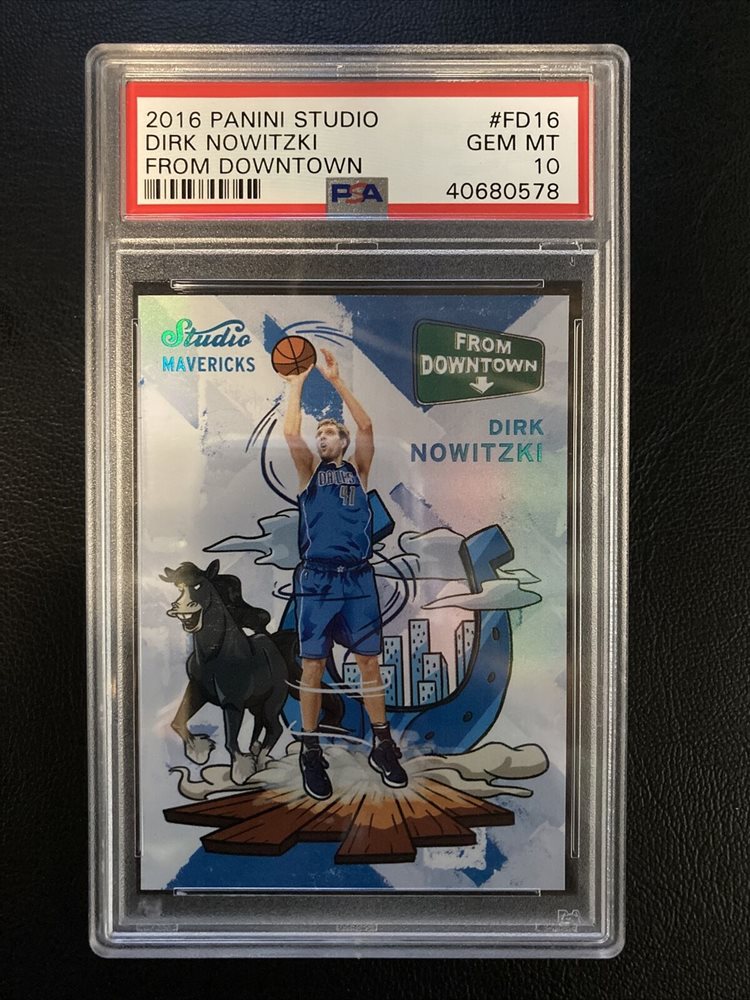 2016 PANINI STUDIO #FD16
DIRK NOWITZKI GEM MT
FROM DOWNTOWN 10
PSA 40680578
Studio
MAVERICKS
FROM
DOWNTOWN
DIRK
NOWITZKI
DALLAS
41